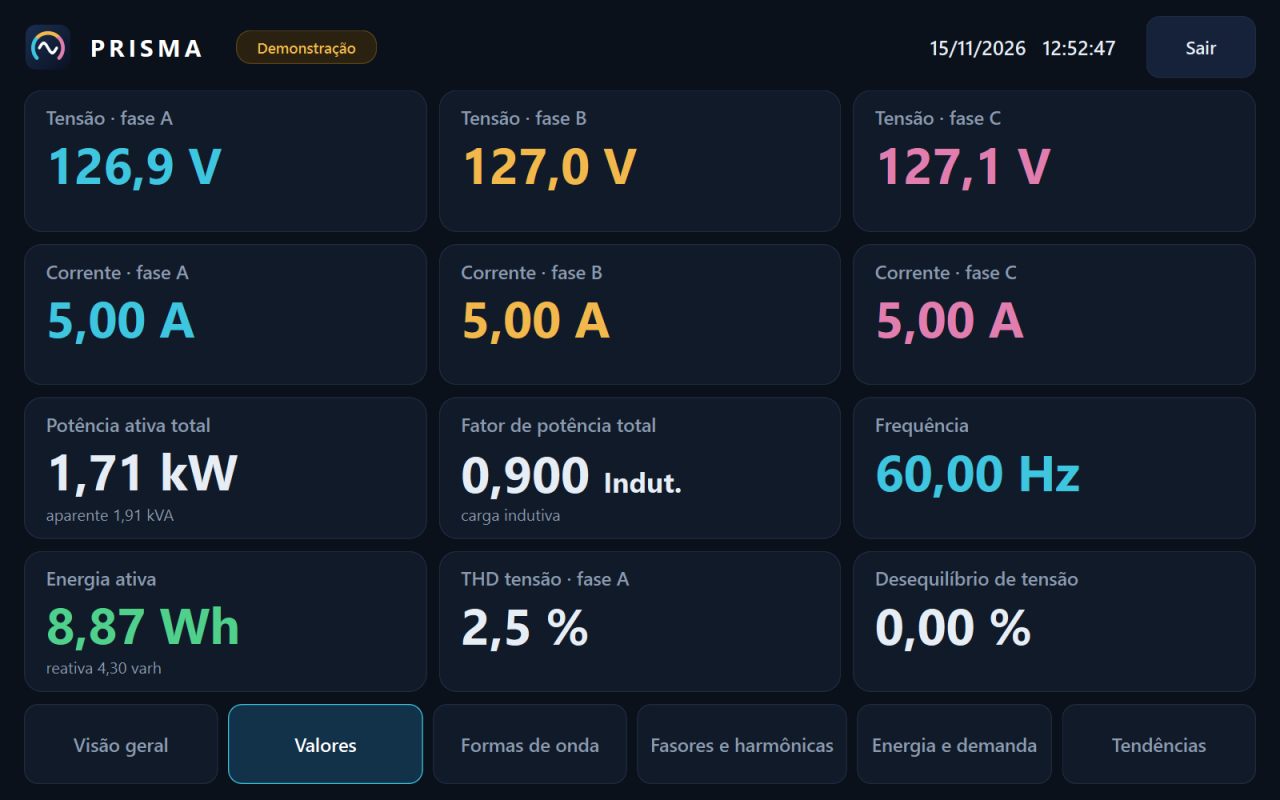 PRISMA
Demonstração
15/11/2026 12:52:47
Sair
Tensão · fase A
126,9 V
Tensão · fase B
127,0 V
Tensão · fase C
127,1 V
Corrente · fase A
5,00 A
Corrente · fase B
5,00 A
Corrente · fase C
5,00 A
Potência ativa total
1,71 kW
aparente 1,91 kVA
Fator de potência total
0,900 Indut.
carga indutiva
Frequência
60,00 Hz
Energia ativa
8,87 Wh
reativa 4,30 varh
THD tensão · fase A
2,5 %
Desequilíbrio de tensão
0,00 %
Visão geral
Valores
Formas de onda
Fasores e harmônicas
Energia e demanda
Tendências